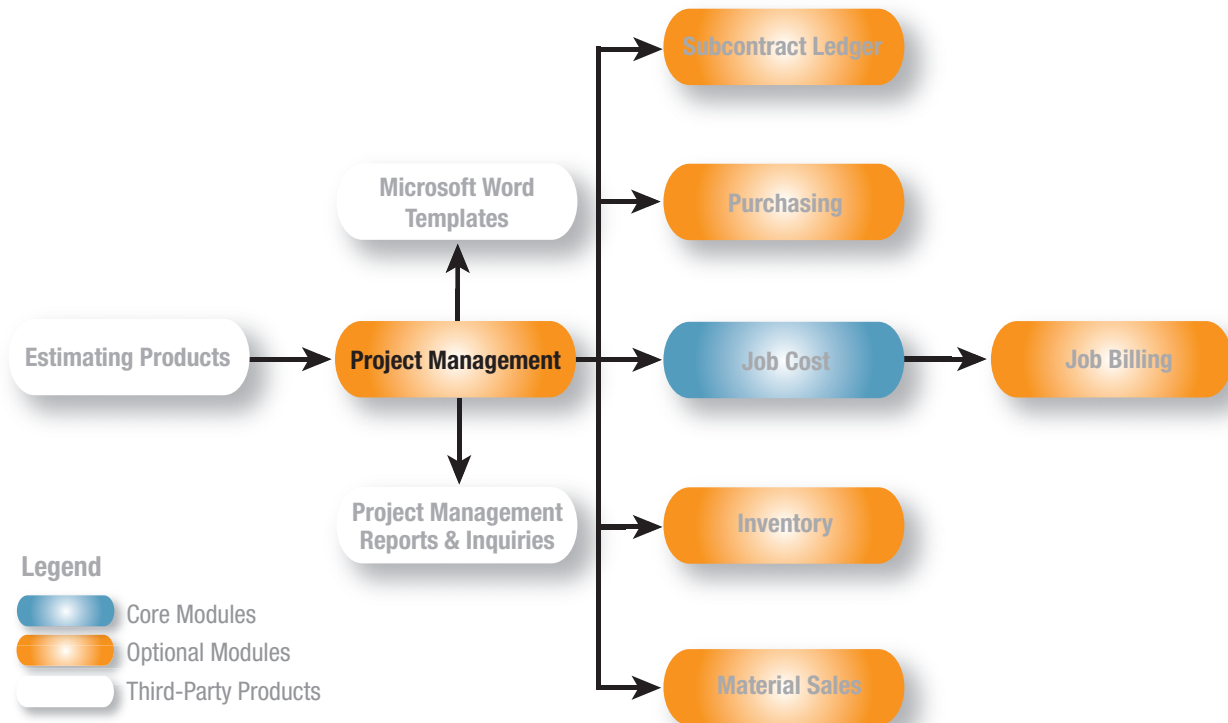 Subcontract Ledger
Microsoft Word
Templates
Purchasing
Estimating Products
Project Management
Job Cost
Job Billing
Project Management
Reports & Inquiries
Inventory
Legend
Core Modules
Optional Modules
Third-Party Products
Material Sales